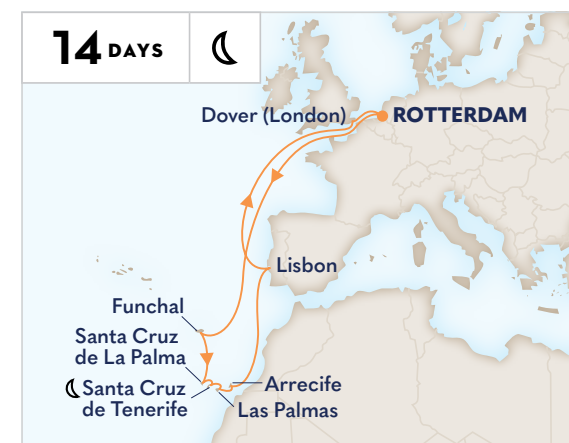 14 DAYS
Dover (London)
ROTTERDAM
Lisbon
Funchal
Santa Cruz
de La Palma
Santa Cruz
de Tenerife
Arrecife
Las Palmas